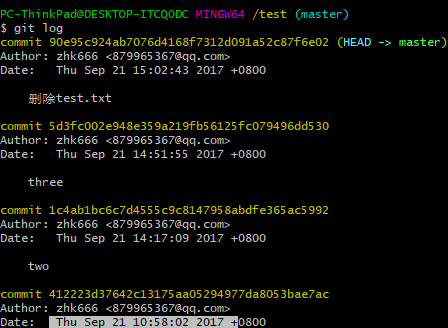 PC-ThinkPad@DESKTOP-ITCQODC MINGW64 /test (master)
$ git log
commit 90e95c924ab7076d4168f7312d091a52c87f6e02 (HEAD -> master)
Author: zhk666 <879965367@qq.com>
Date:   Thu Sep 21 15:02:43 2017 +0800
删除test.txt
commit 5d3fc002e948e359a219fb56125fc079496dd530
Author: zhk666 <879965367@qq.com>
Date:   Thu Sep 21 14:51:55 2017 +0800
three
commit 1c4ab1bc6c7d4555c9c8147958abdfe365ac5992
Author: zhk666 <879965367@qq.com>
Date:   Thu Sep 21 14:17:09 2017 +0800
two
commit 412223d37642c13175aa05294977da8053bae7ac
Author: zhk666 <879965367@qq.com>
Date:   Thu Sep 21 10:58:02 2017 +0800